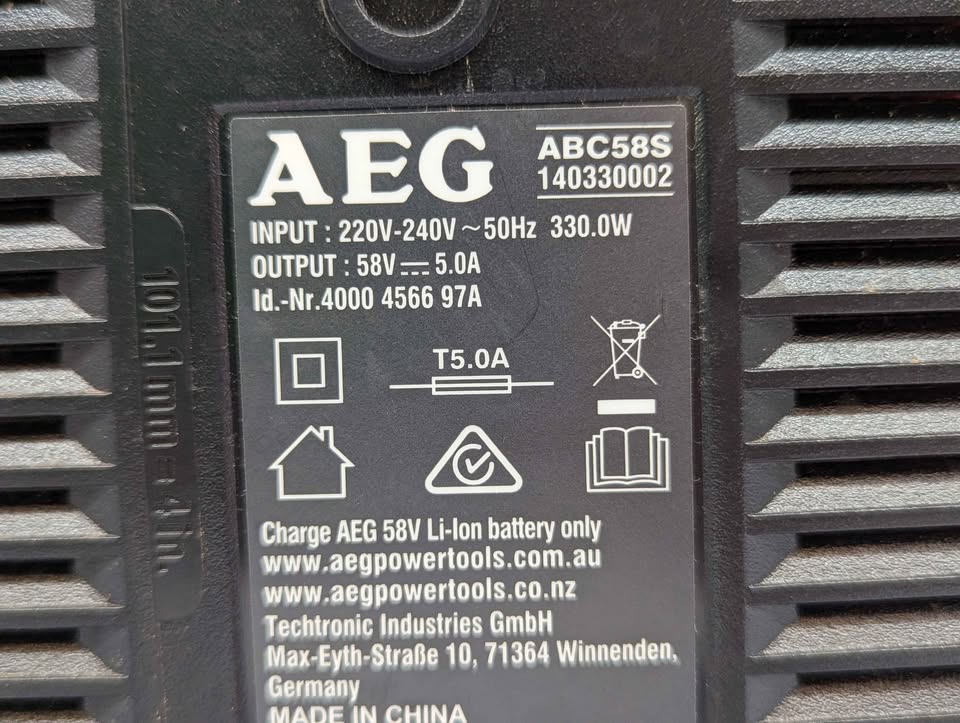 AEG
ABC58S
140330002
INPUT : 220V-240V ~ 50Hz 330.0W
OUTPUT : 58V ⎓ 5.0A
Id.-Nr.4000 4566 97A
T5.0A
Charge AEG 58V Li-Ion battery only
www.aegpowertools.com.au
www.aegpowertools.co.nz
Techtronic Industries GmbH
Max-Eyth-Straße 10, 71364 Winnenden,
Germany
MADE IN CHINA
101.1mm = 4 in.